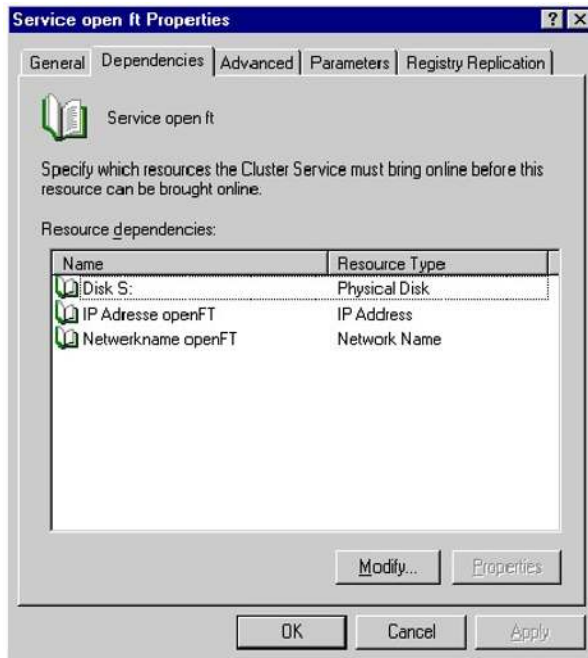 Service open ft Properties
General Dependencies Advanced Parameters Registry Replication
Service open ft
Specify which resources the Cluster Service must bring online before this
resource can be brought online.
Resource dependencies:
Name Resource Type
Disk S: Physical Disk
IP Adresse openFT IP Address
Netwerkname openFT Network Name
Modify... Properties
OK Cancel Apply